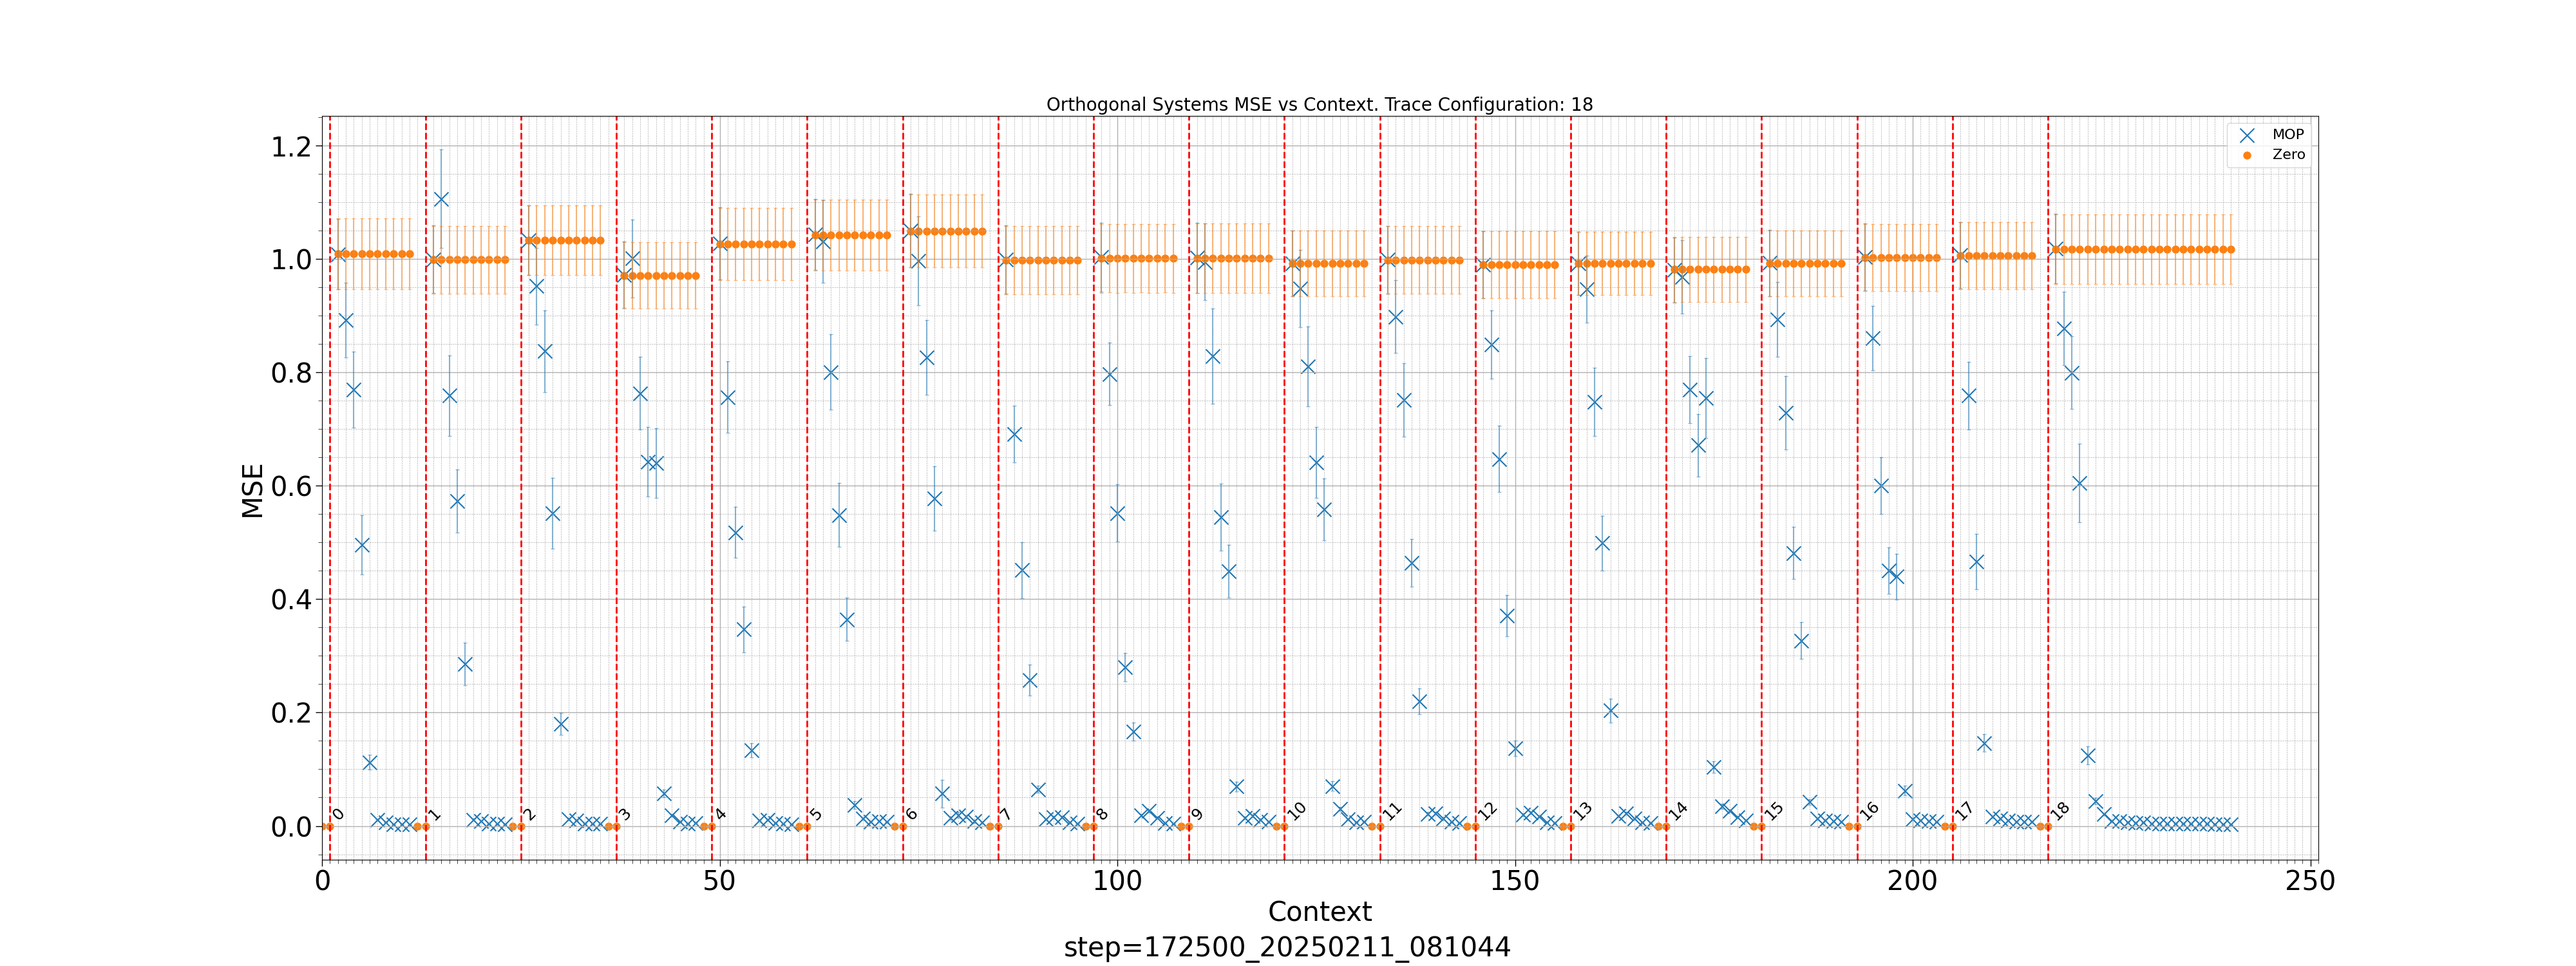 Orthogonal Systems MSE vs Context. Trace Configuration: 18
MOP
Zero
MSE
1.2
1.0
0.8
0.6
0.4
0.2
0.0
0 1 2 3 4 5 6 7 8 9 10 11 12 13 14 15 16 17 18
0 50 100 150 200 250
Context
step=172500_20250211_081044